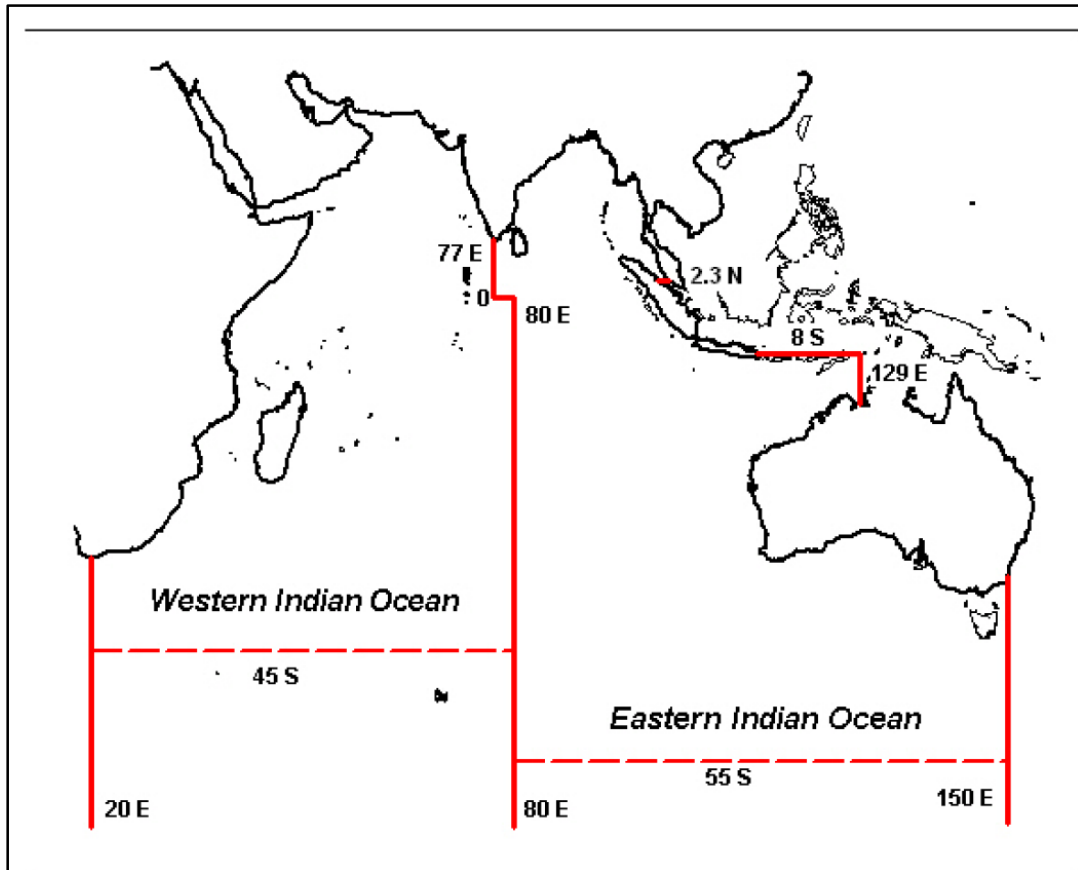 77 E
2.3 N
0
80 E
8 S
129 E
Western Indian Ocean
45 S
Eastern Indian Ocean
55 S
20 E
80 E
150 E